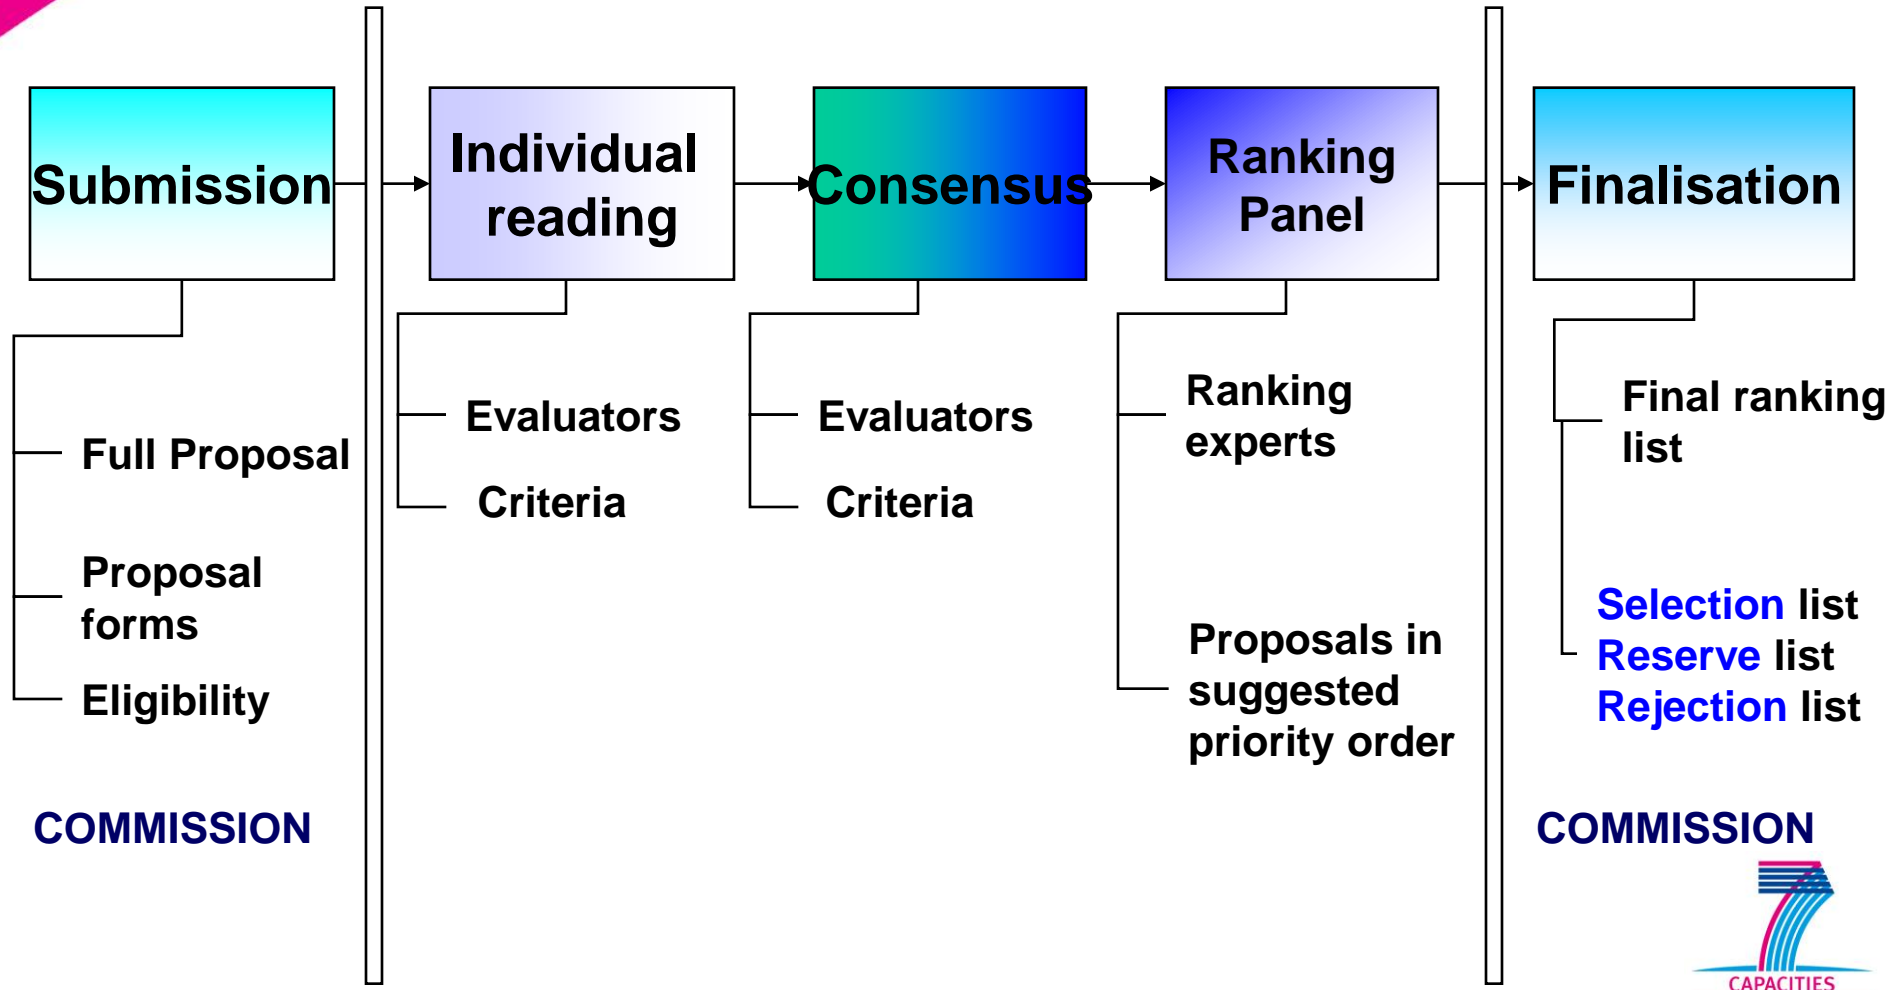 Submission
Individual
reading
Consensus
Ranking
Panel
Finalisation
Full Proposal
Proposal
forms
Eligibility
COMMISSION
Evaluators
Criteria
Evaluators
Criteria
Ranking
experts
Proposals in
suggested
priority order
Final ranking
list
Selection list
Reserve list
Rejection list
COMMISSION
7
CAPACITIES